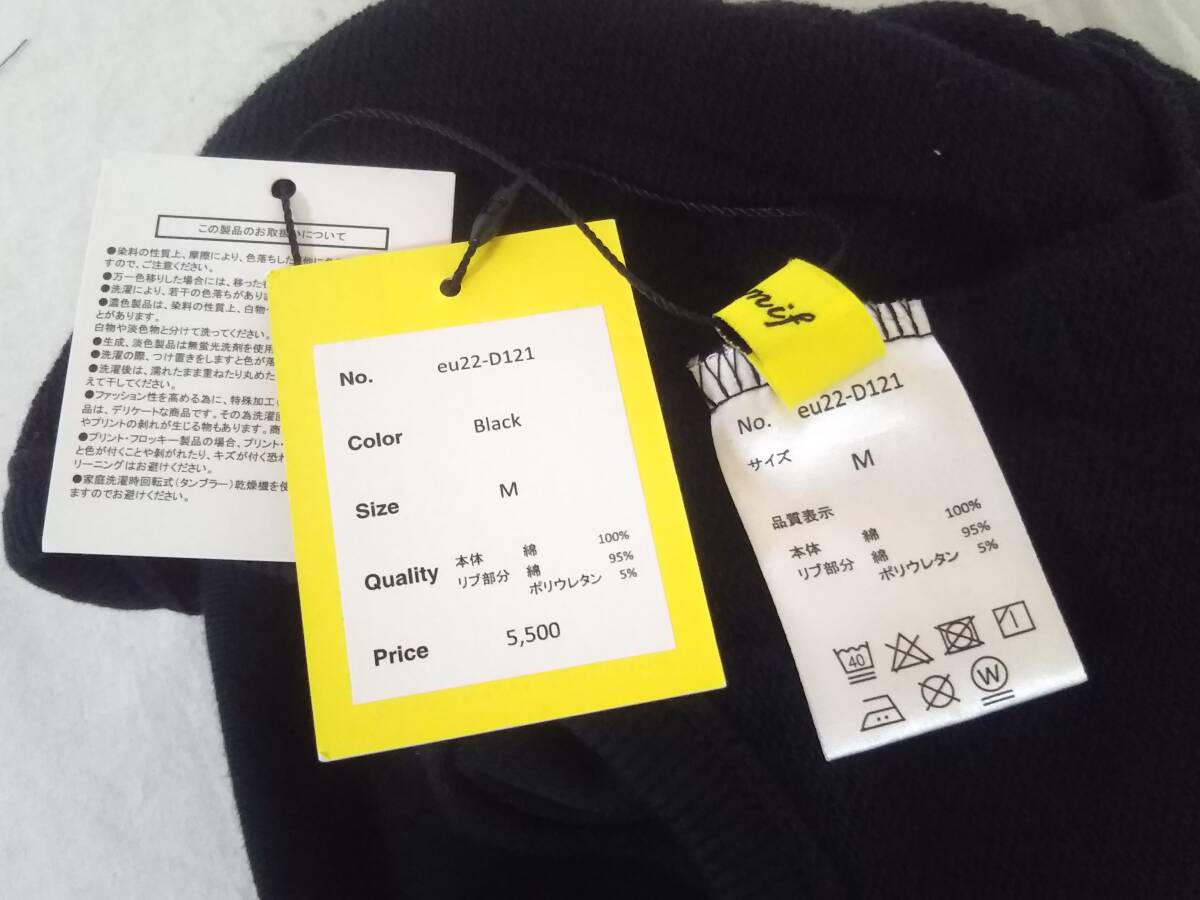 この製品のお取扱いについて
●染料の性質上、摩擦により、色落ちした
すので、ご注意ください。
●万一色移りした場合には、移った
●洗濯により、若干の色落ちがあり
●濃色製品は、染料の性質上、白物・
とがあります。
白物や淡色物と分けて洗ってください。
●生成、淡色製品は無蛍光洗剤を使用
●洗濯の際、つけ置きをしますと色が落
●洗濯後は、濡れたまま重ねたり丸めた
えて干してください。
●ファッション性を高める為に、特殊加工
品は、デリケートな商品です。その為洗濯
やプリントの剥れが生じる物もあります。商
●プリント・フロッキー製品の場合、プリント・
と色が付くことや剥がれたり、キズが付く恐れ
リーニングはお避けください。
●家庭洗濯時回転式(タンブラー)乾燥機を使
ますのでお避けください。
No. eu22-D121
Color Black
Size M
Quality 本体 綿 100%
リブ部分 綿 95%
ポリウレタン 5%
Price 5,500
mif
No. eu22-D121
サイズ M
品質表示
本体 綿 100%
リブ部分 綿 95%
ポリウレタン 5%
40
W